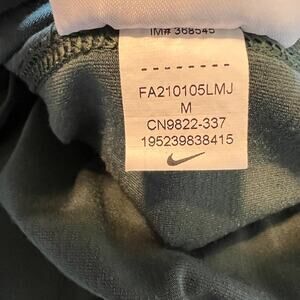 IM# 368545
--------
FA210105LMJ
M
CN9822-337
195239838415